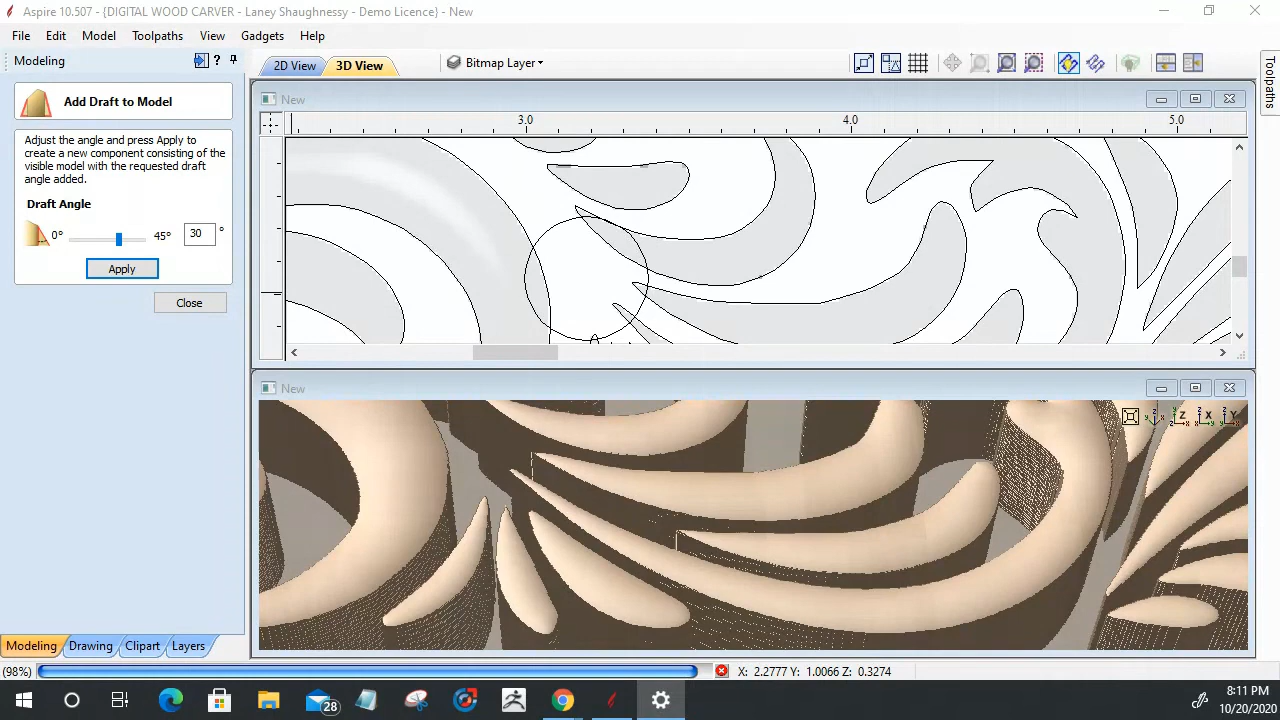 Aspire 10.507 - {DIGITAL WOOD CARVER - Laney Shaughnessy - Demo Licence} - New
File Edit Model Toolpaths View Gadgets Help
Modeling ?
2D View 3D View Bitmap Layer
Toolpaths
Add Draft to Model
Adjust the angle and press Apply to
create a new component consisting of the
visible model with the requested draft
angle added.
Draft Angle
0° 45° 30 °
Apply
Close
New
3.0 4.0 5.0
New
Z X Y
Modeling Drawing Clipart Layers
(98%) X: 2.2777 Y: 1.0066 Z: 0.3274
28
8:11 PM
10/20/2020